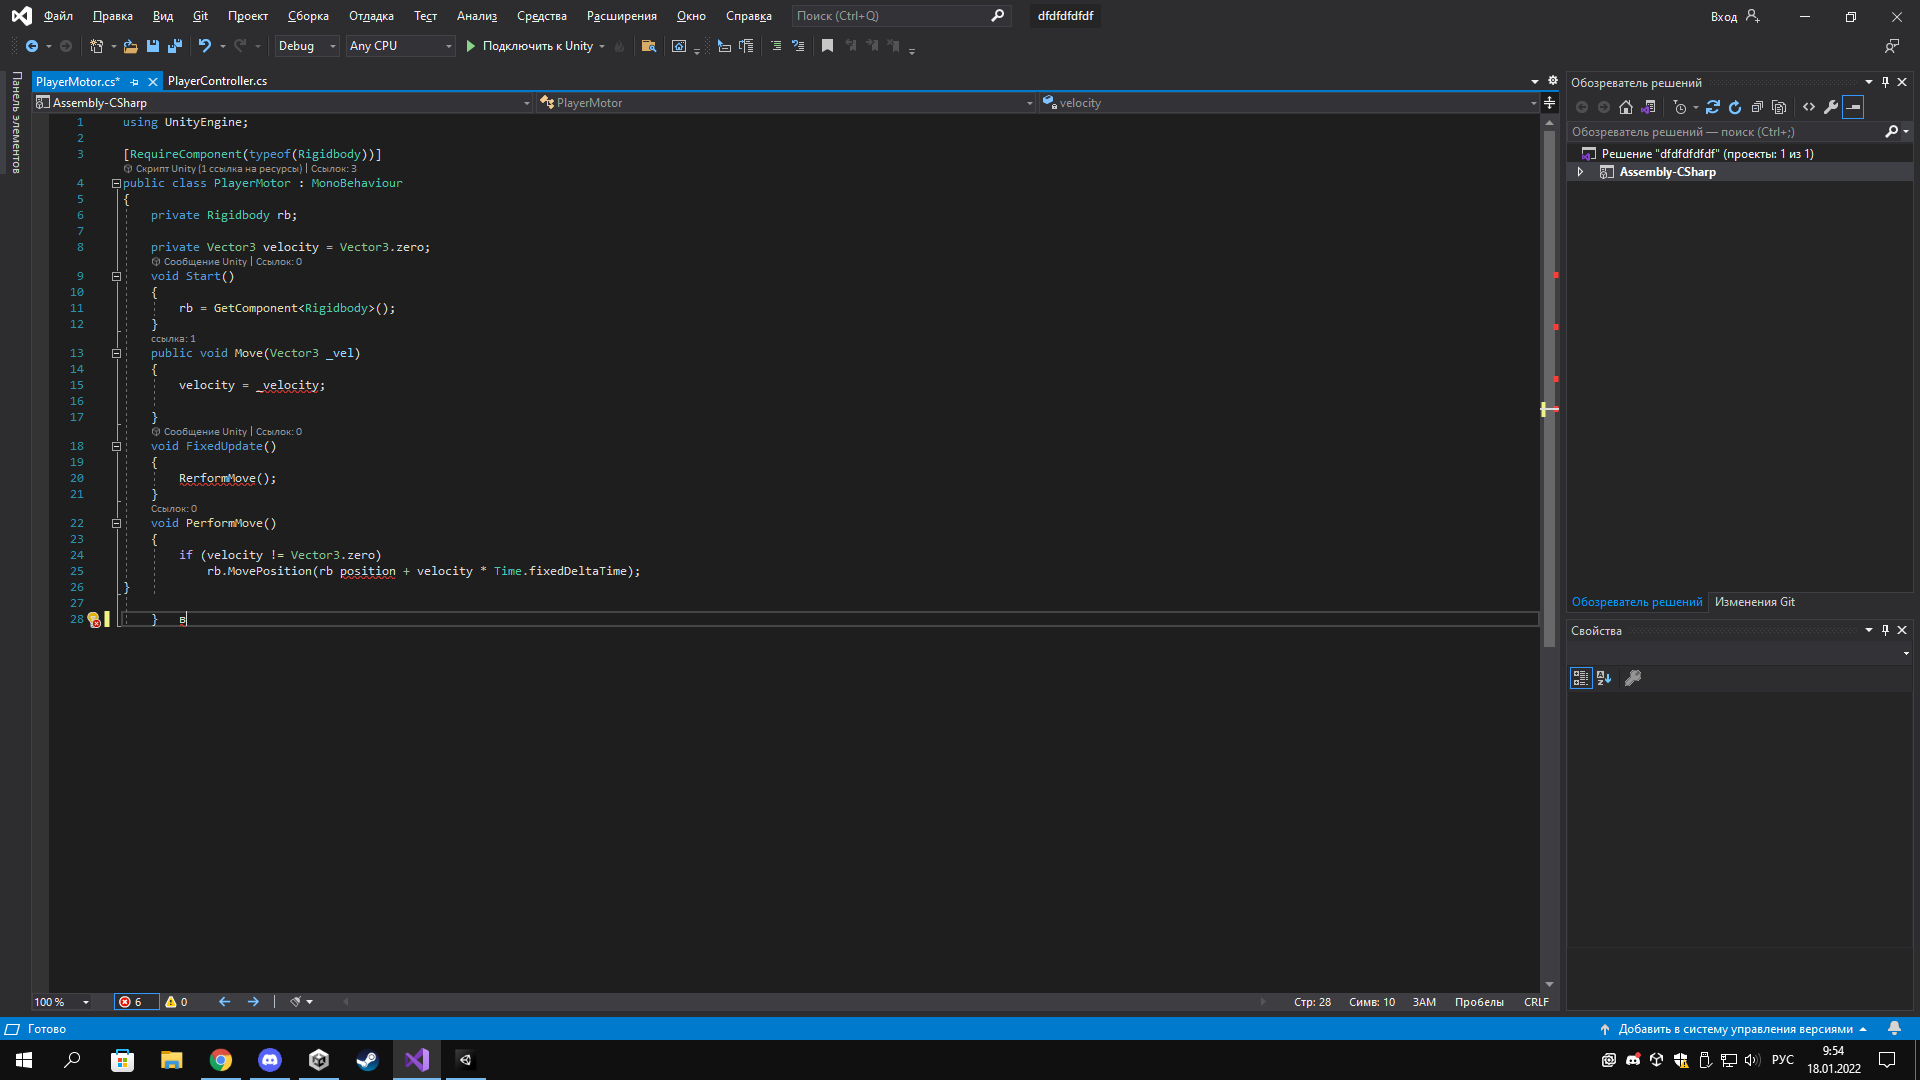 Файл Правка Вид Git Проект Сборка Отладка Тест Анализ Средства Расширения Окно Справка Поиск (Ctrl+Q) dfdfdfdfdf Вход
Debug Any CPU Подключить к Unity
Панель элементов
PlayerMotor.cs* PlayerController.cs
Assembly-CSharp PlayerMotor velocity
1 using UnityEngine;
2
3 [RequireComponent(typeof(Rigidbody))]
Скрипт Unity (1 ссылка на ресурсы) | Ссылок: 3
4 public class PlayerMotor : MonoBehaviour
5 {
6 private Rigidbody rb;
7
8 private Vector3 velocity = Vector3.zero;
Сообщение Unity | Ссылок: 0
9 void Start()
10 {
11 rb = GetComponent<Rigidbody>();
12 }
ссылка: 1
13 public void Move(Vector3 _vel)
14 {
15 velocity = _velocity;
16
17 }
Сообщение Unity | Ссылок: 0
18 void FixedUpdate()
19 {
20 RerformMove();
21 }
Ссылок: 0
22 void PerformMove()
23 {
24 if (velocity != Vector3.zero)
25 rb.MovePosition(rb position + velocity * Time.fixedDeltaTime);
26 }
27
28 } в
100 % 6 0 Стр: 28 Симв: 10 ЗАМ Пробелы CRLF
Обозреватель решений
Обозреватель решений — поиск (Ctrl+;)
Решение "dfdfdfdfdf" (проекты: 1 из 1)
Assembly-CSharp
Обозреватель решений Изменения Git
Свойства
Готово Добавить в систему управления версиями
РУС 9:54
18.01.2022